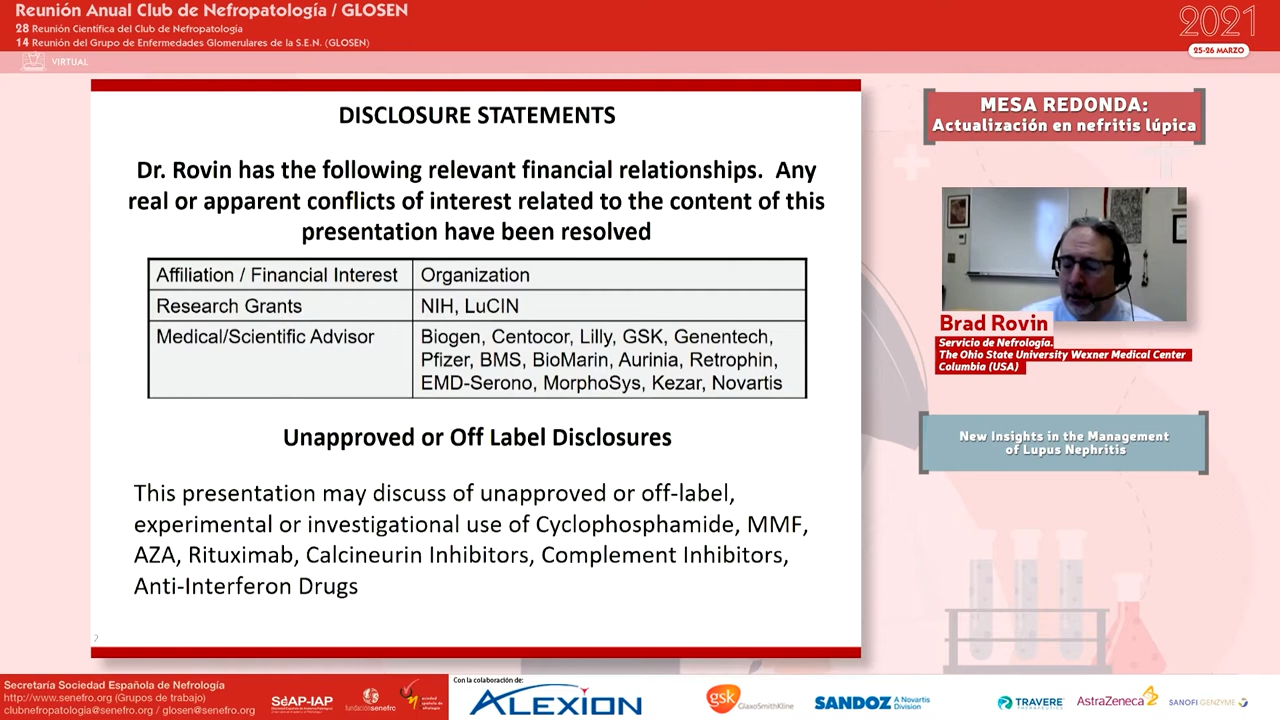 Reunión Anual Club de Nefropatología / GLOSEN
28 Reunión Científica del Club de Nefropatología
14 Reunión del Grupo de Enfermedades Glomerulares de la S.E.N. (GLOSEN)
VIRTUAL
2021
25-26 MARZO
DISCLOSURE STATEMENTS
Dr. Rovin has the following relevant financial relationships. Any
real or apparent conflicts of interest related to the content of this
presentation have been resolved
Affiliation / Financial Interest Organization
Research Grants NIH, LuCIN
Medical/Scientific Advisor Biogen, Centocor, Lilly, GSK, Genentech,
Pfizer, BMS, BioMarin, Aurinia, Retrophin,
EMD-Serono, MorphoSys, Kezar, Novartis
Unapproved or Off Label Disclosures
This presentation may discuss of unapproved or off-label,
experimental or investigational use of Cyclophosphamide, MMF,
AZA, Rituximab, Calcineurin Inhibitors, Complement Inhibitors,
Anti-Interferon Drugs
2
MESA REDONDA:
Actualización en nefritis lúpica
Brad Rovin
Servicio de Nefrología.
The Ohio State University Wexner Medical Center
Columbia (USA)
New Insights in the Management
of Lupus Nephritis
Secretaría Sociedad Española de Nefrología
http://www.senefro.org (Grupos de trabajo)
clubnefropatologia@senefro.org / glosen@senefro.org
SEAP-IAP
fundaciónsenefro
Con la colaboración de:
ALEXION
gsk GlaxoSmithKline
SANDOZ A Novartis
Division
TRAVERE
THERAPEUTICS
AstraZeneca
SANOFI GENZYME